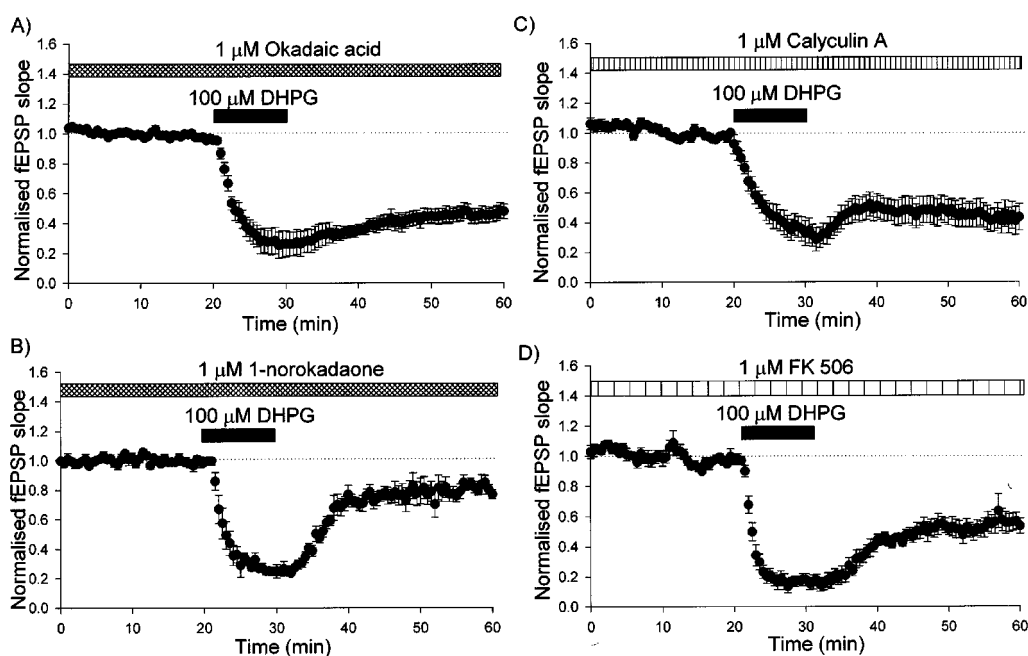 A)
1 μM Okadaic acid
100 μM DHPG
Normalised fEPSP slope
1.6
1.4
1.2
1.0
0.8
0.6
0.4
0.2
0.0
0 10 20 30 40 50 60
Time (min)
B)
1 μM 1-norokadaone
100 μM DHPG
Normalised fEPSP slope
1.6
1.4
1.2
1.0
0.8
0.6
0.4
0.2
0.0
0 10 20 30 40 50 60
Time (min)
C)
1 μM Calyculin A
100 μM DHPG
Normalised fEPSP slope
1.6
1.4
1.2
1.0
0.8
0.6
0.4
0.2
0.0
0 10 20 30 40 50 60
Time (min)
D)
1 μM FK 506
100 μM DHPG
Normalised fEPSP slope
1.6
1.4
1.2
1.0
0.8
0.6
0.4
0.2
0.0
0 10 20 30 40 50 60
Time (min)